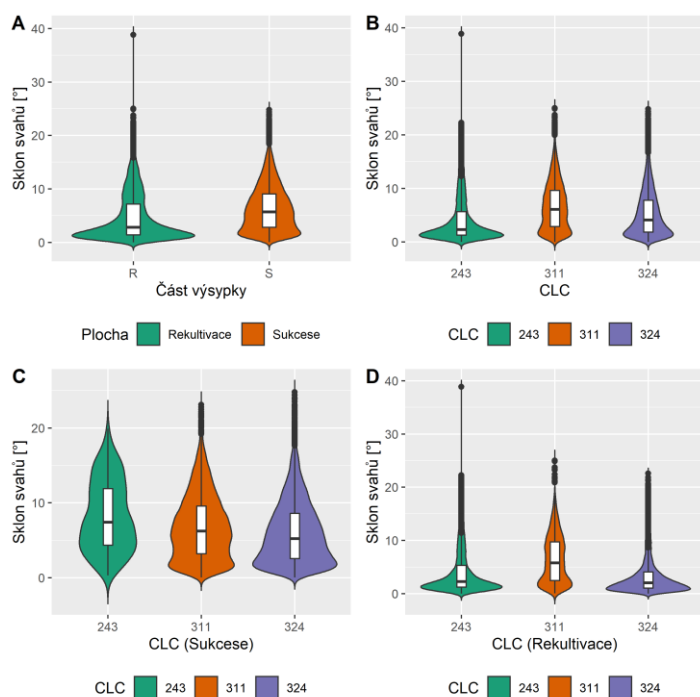 A
Sklon svahů [°]
40
30
20
10
0
R S
Část výsypky
Plocha Rekultivace Sukcese
B
Sklon svahů [°]
40
30
20
10
0
243 311 324
CLC
CLC 243 311 324
C
Sklon svahů [°]
20
10
0
243 311 324
CLC (Sukcese)
CLC 243 311 324
D
Sklon svahů [°]
40
30
20
10
0
243 311 324
CLC (Rekultivace)
CLC 243 311 324